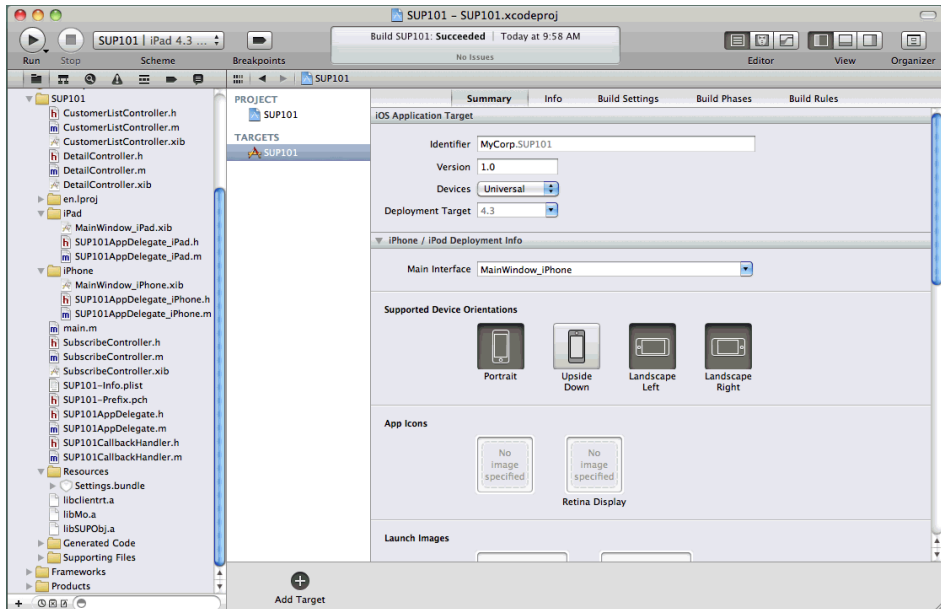 SUP101 – SUP101.xcodeproj
Run
Stop
SUP101 | iPad 4.3 ...
Scheme
Breakpoints
Build SUP101: Succeeded | Today at 9:58 AM
No Issues
Editor
View
Organizer
SUP101
SUP101
CustomerListController.h
CustomerListController.m
CustomerListController.xib
DetailController.h
DetailController.m
DetailController.xib
en.lproj
iPad
MainWindow_iPad.xib
SUP101AppDelegate_iPad.h
SUP101AppDelegate_iPad.m
iPhone
MainWindow_iPhone.xib
SUP101AppDelegate_iPhone.h
SUP101AppDelegate_iPhone.m
main.m
SubscribeController.h
SubscribeController.m
SubscribeController.xib
SUP101-Info.plist
SUP101-Prefix.pch
SUP101AppDelegate.h
SUP101AppDelegate.m
SUP101CallbackHandler.h
SUP101CallbackHandler.m
Resources
Settings.bundle
libclientrt.a
libMo.a
libSUPObj.a
Generated Code
Supporting Files
Frameworks
Products
PROJECT
SUP101
TARGETS
SUP101
Add Target
Summary
Info
Build Settings
Build Phases
Build Rules
iOS Application Target
Identifier MyCorp.SUP101
Version 1.0
Devices Universal
Deployment Target 4.3
iPhone / iPod Deployment Info
Main Interface MainWindow_iPhone
Supported Device Orientations
Portrait
Upside
Down
Landscape
Left
Landscape
Right
App Icons
No
image
specified
No
image
specified
Retina Display
Launch Images